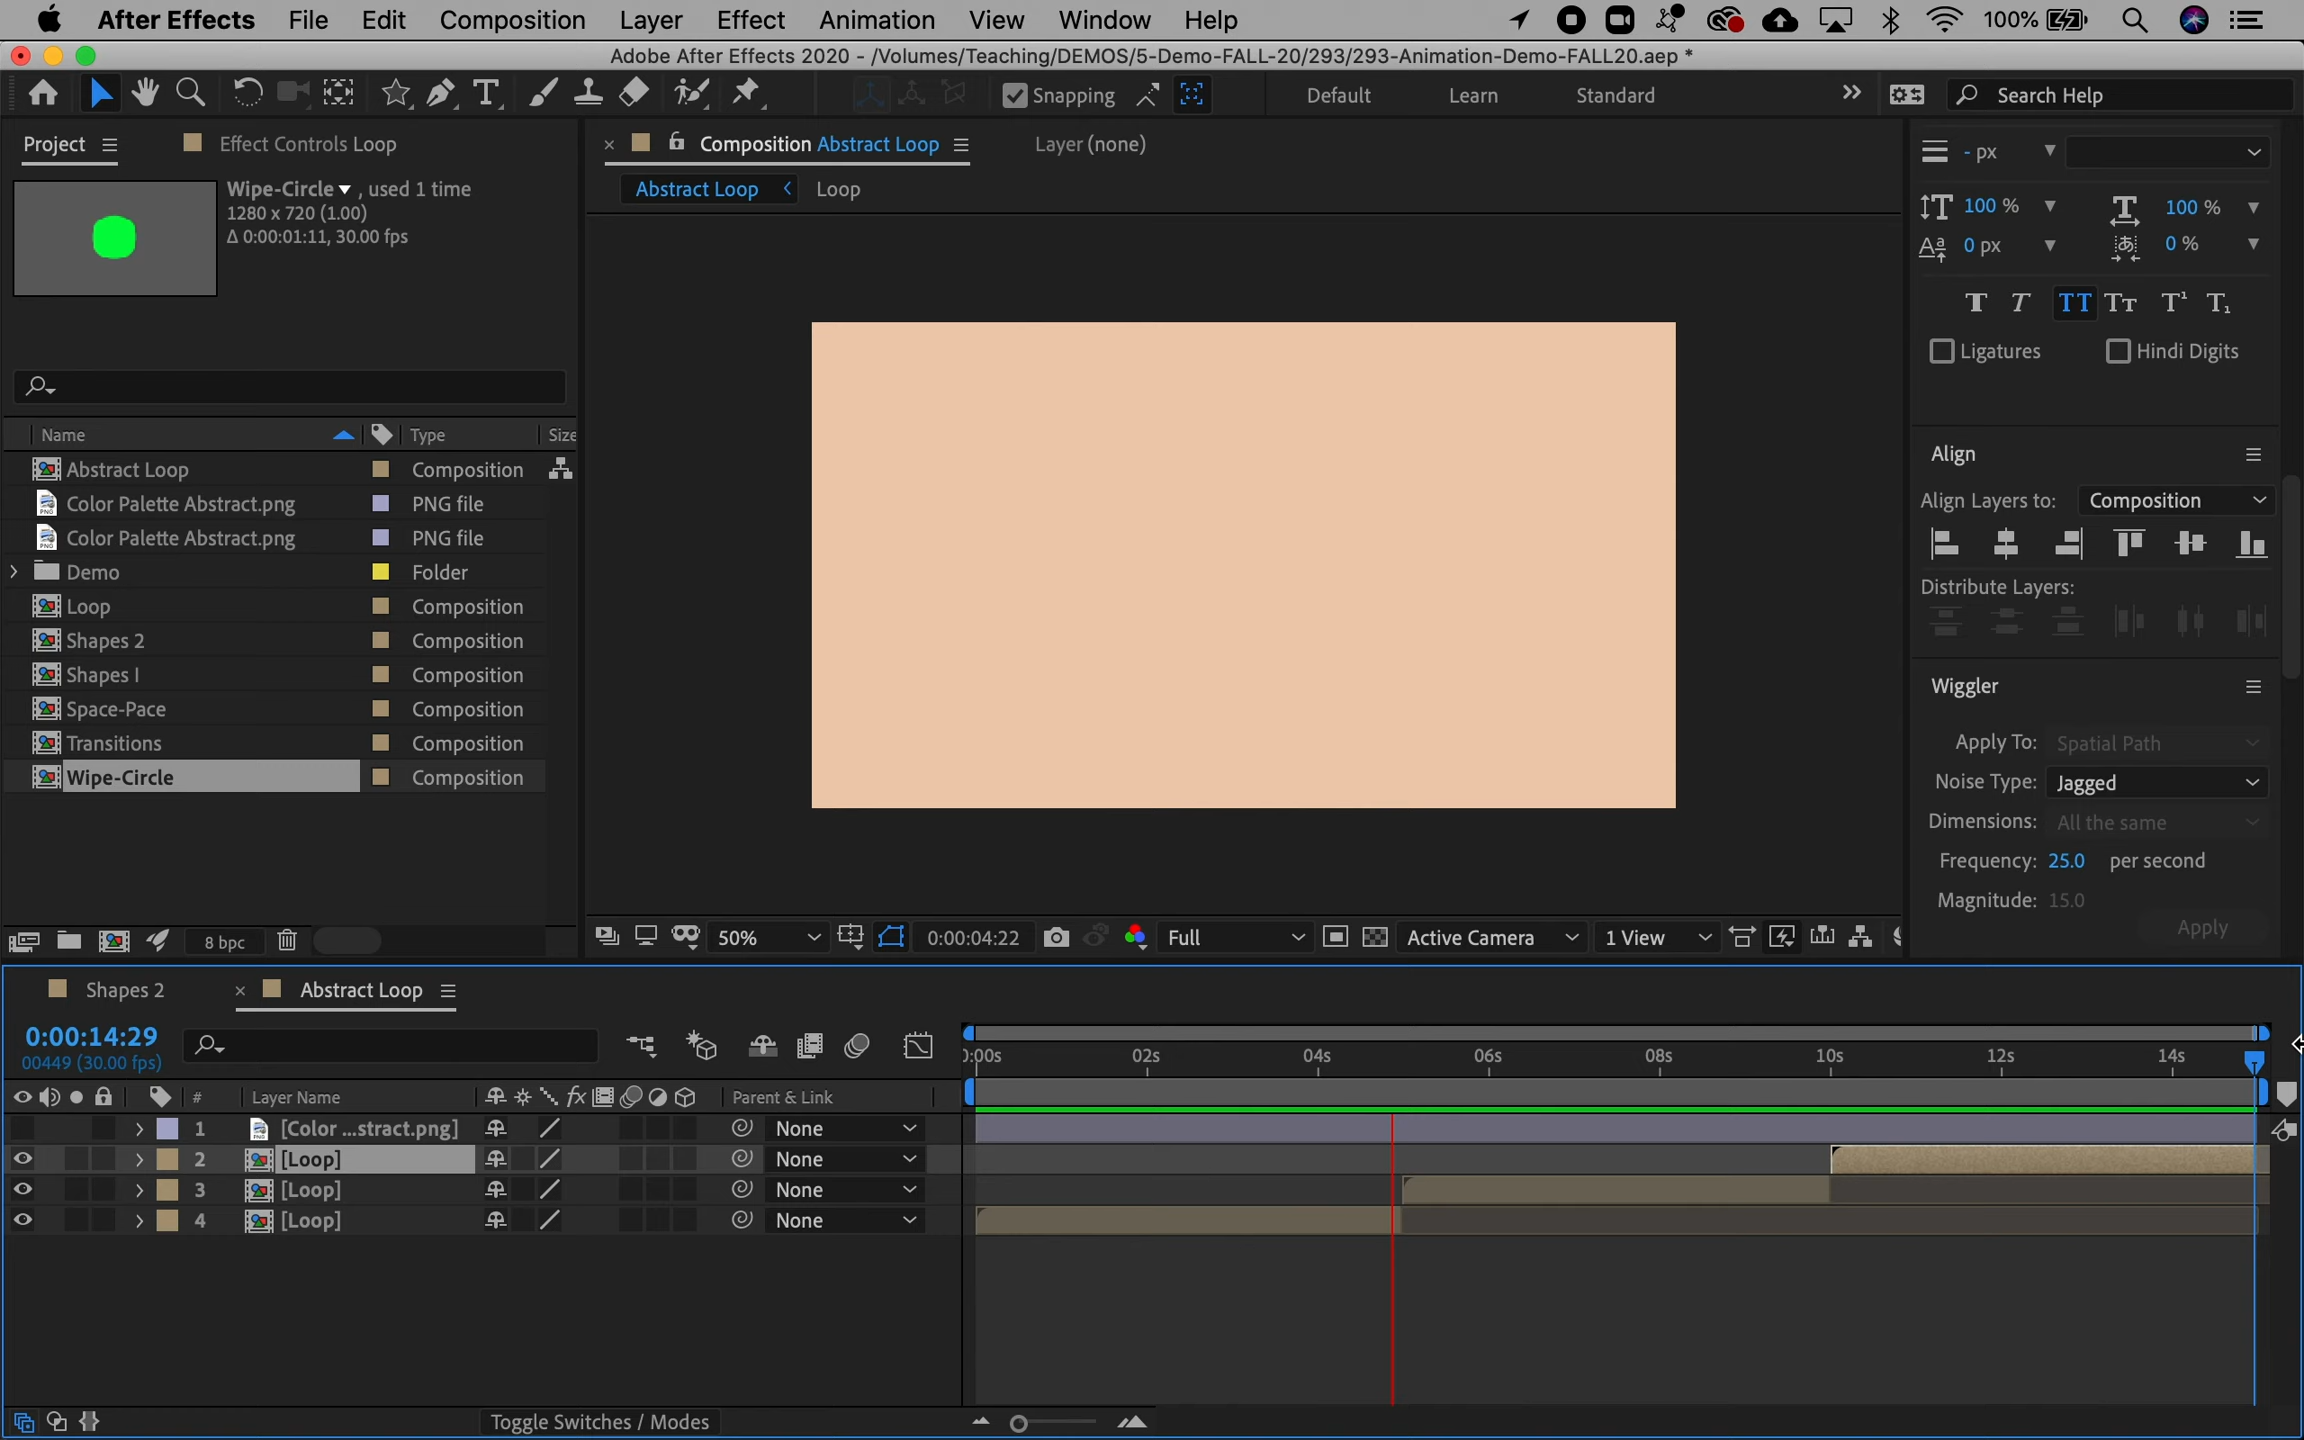 After Effects File Edit Composition Layer Effect Animation View Window Help 100%
Adobe After Effects 2020 - /Volumes/Teaching/DEMOS/5-Demo-FALL-20/293/293-Animation-Demo-FALL20.aep *
Snapping Default Learn Standard Search Help
Project Effect Controls Loop
Wipe-Circle , used 1 time
1280 x 720 (1.00)
Δ 0:00:01:11, 30.00 fps
Name Type Size
Abstract Loop Composition
Color Palette Abstract.png PNG file
Color Palette Abstract.png PNG file
Demo Folder
Loop Composition
Shapes 2 Composition
Shapes I Composition
Space-Pace Composition
Transitions Composition
Wipe-Circle Composition
8 bpc
Composition Abstract Loop Layer (none)
Abstract Loop Loop
50% 0:00:04:22 Full Active Camera 1 View
- px
100 % 100 %
0 px 0 %
T T TT Tт T¹ T₁
Ligatures Hindi Digits
Align
Align Layers to: Composition
Distribute Layers:
Wiggler
Apply To: Spatial Path
Noise Type: Jagged
Dimensions: All the same
Frequency: 25.0 per second
Magnitude: 15.0
Apply
Shapes 2 Abstract Loop
0:00:14:29
00449 (30.00 fps)
):00s 02s 04s 06s 08s 10s 12s 14s
# Layer Name fx Parent & Link
1 [Color ...stract.png] None
2 [Loop] None
3 [Loop] None
4 [Loop] None
Toggle Switches / Modes